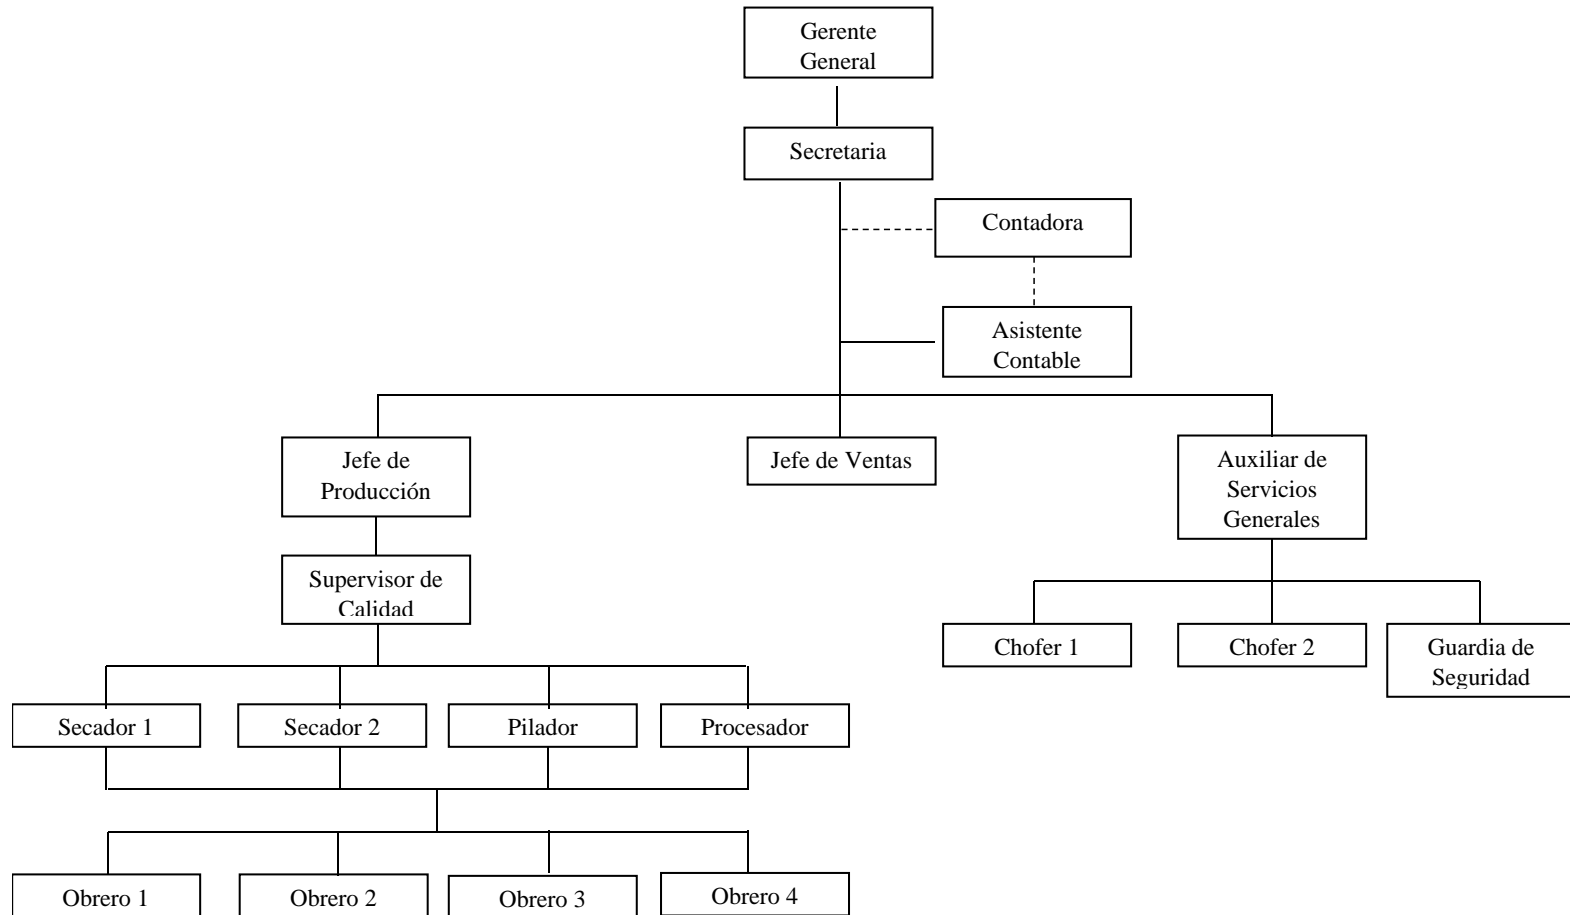 Gerente
General
Secretaria
Contadora
Asistente
Contable
Jefe de
Producción
Jefe de Ventas
Auxiliar de
Servicios
Generales
Supervisor de
Calidad
Chofer 1
Chofer 2
Guardia de
Seguridad
Secador 1
Secador 2
Pilador
Procesador
Obrero 1
Obrero 2
Obrero 3
Obrero 4